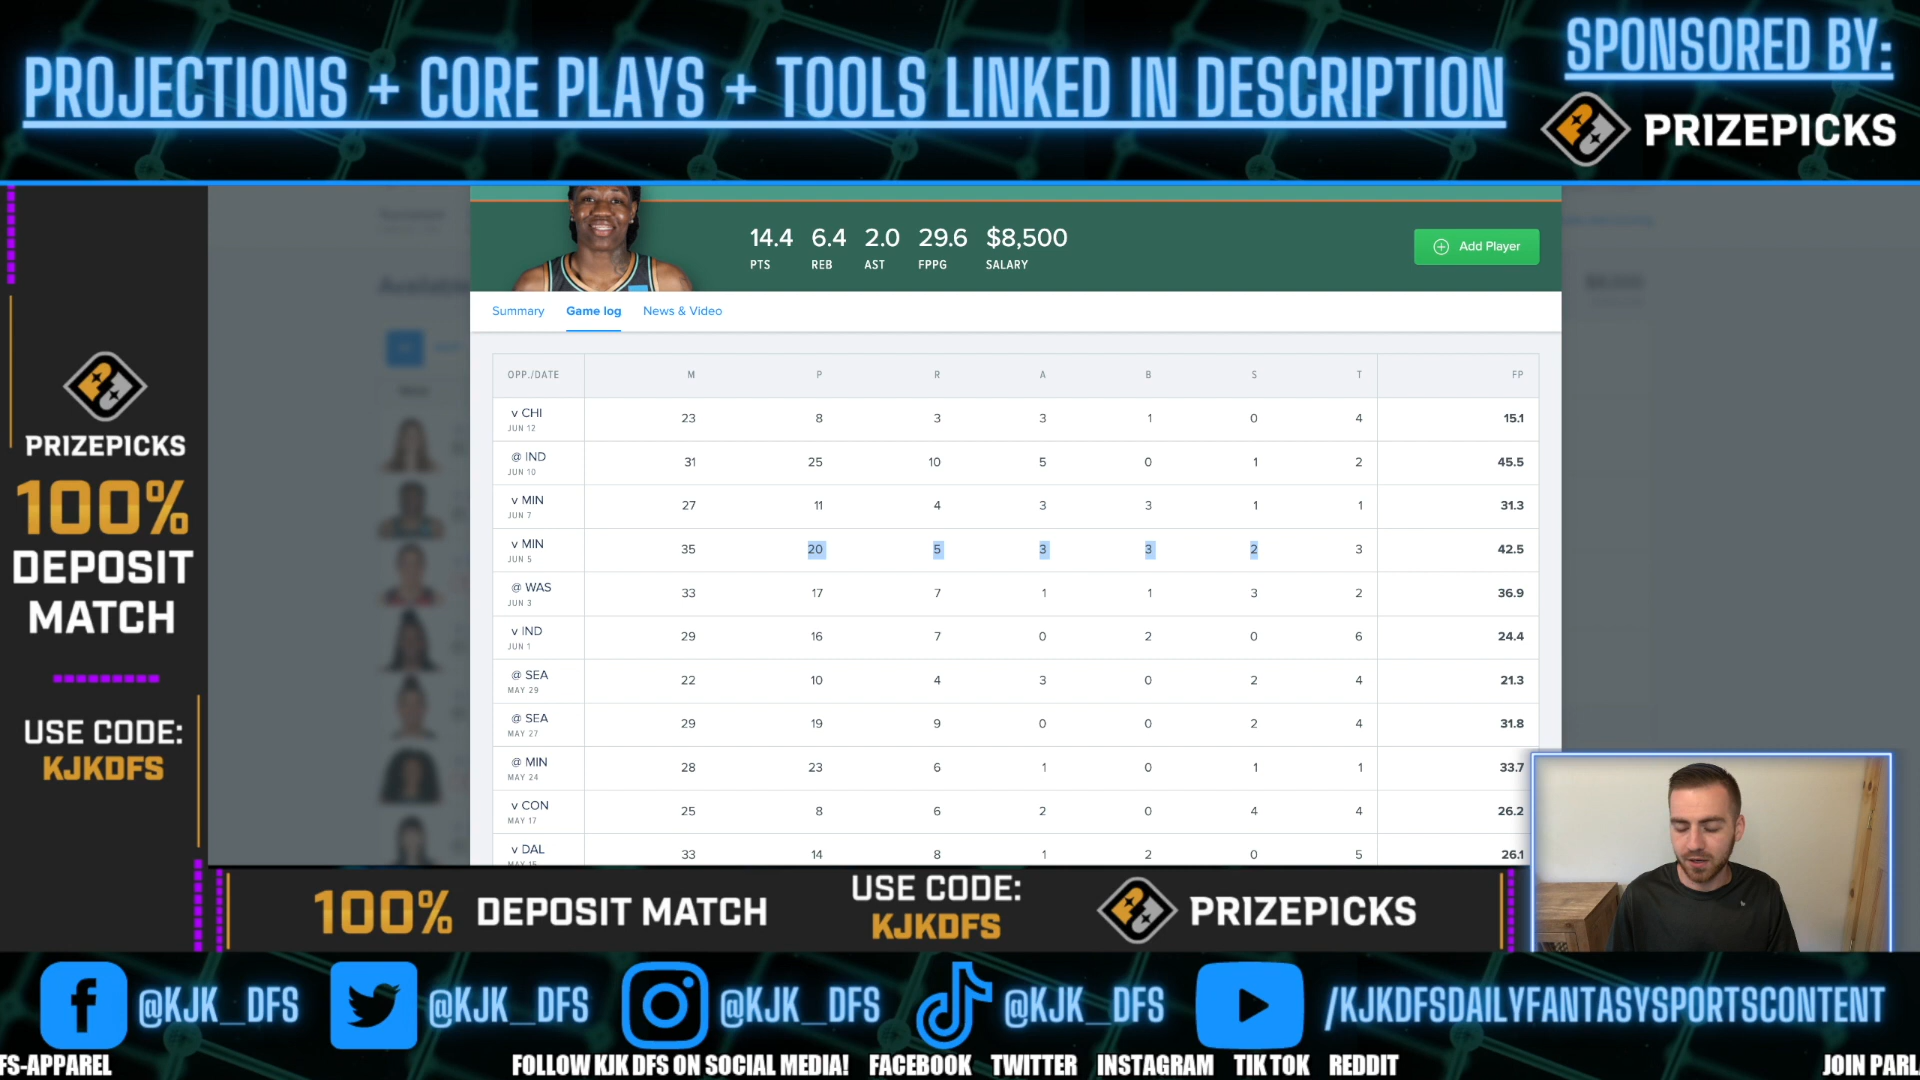 PROJECTIONS + CORE PLAYS + TOOLS LINKED IN DESCRIPTION
SPONSORED BY:
PRIZEPICKS
14.4 6.4 2.0 29.6 $8,500
PTS REB AST FPPG SALARY
Add Player
Summary Game log News & Video
OPP./DATE M P R A B S T FP
v CHI
JUN 12
23 8 3 3 1 0 4 15.1
@ IND
JUN 10
31 25 10 5 0 1 2 45.5
v MIN
JUN 7
27 11 4 3 3 1 1 31.3
v MIN
JUN 5
35 20 5 3 3 2 3 42.5
@ WAS
JUN 3
33 17 7 1 1 3 2 36.9
v IND
JUN 1
29 16 7 0 2 0 6 24.4
@ SEA
MAY 29
22 10 4 3 0 2 4 21.3
@ SEA
MAY 27
29 19 9 0 0 2 4 31.8
@ MIN
MAY 24
28 23 6 1 0 1 1 33.7
v CON
MAY 17
25 8 6 2 0 4 4 26.2
v DAL
MAY 15
33 14 8 1 2 0 5 26.1
PRIZEPICKS
100%
DEPOSIT
MATCH
USE CODE:
KJKDFS
100% DEPOSIT MATCH
USE CODE:
KJKDFS
PRIZEPICKS
@KJK_DFS @KJK_DFS @KJK_DFS @KJK_DFS /KJKDFSDAILYFANTASYSPORTSCONTENT
FS-APPAREL FOLLOW KJK DFS ON SOCIAL MEDIA! FACEBOOK TWITTER INSTAGRAM TIK TOK REDDIT JOIN PARL